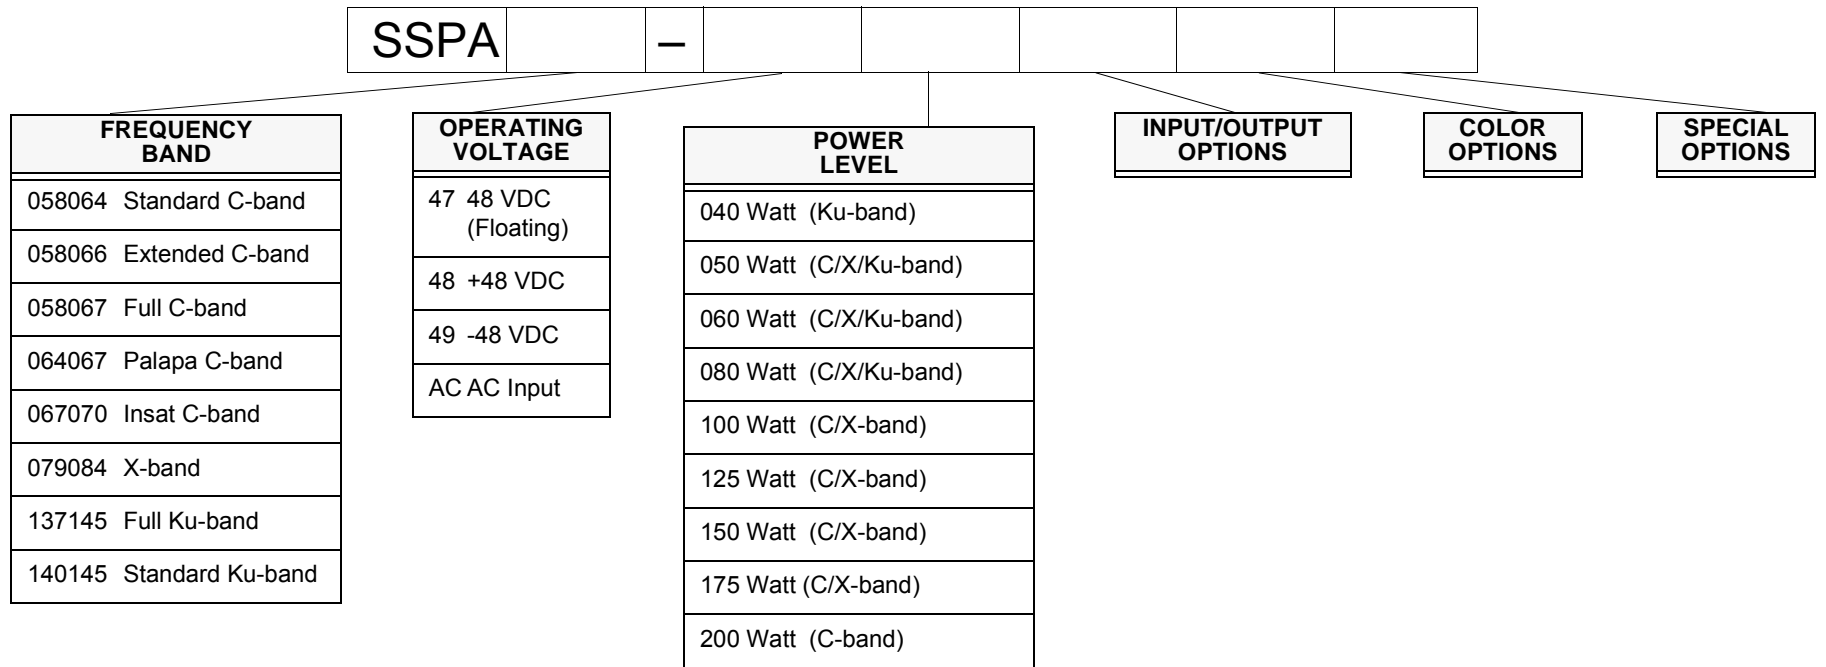 SSPA –
FREQUENCY
BAND
058064 Standard C-band
058066 Extended C-band
058067 Full C-band
064067 Palapa C-band
067070 Insat C-band
079084 X-band
137145 Full Ku-band
140145 Standard Ku-band
OPERATING
VOLTAGE
47 48 VDC
(Floating)
48 +48 VDC
49 -48 VDC
AC AC Input
POWER
LEVEL
040 Watt (Ku-band)
050 Watt (C/X/Ku-band)
060 Watt (C/X/Ku-band)
080 Watt (C/X/Ku-band)
100 Watt (C/X-band)
125 Watt (C/X-band)
150 Watt (C/X-band)
175 Watt (C/X-band)
200 Watt (C-band)
INPUT/OUTPUT
OPTIONS
COLOR
OPTIONS
SPECIAL
OPTIONS